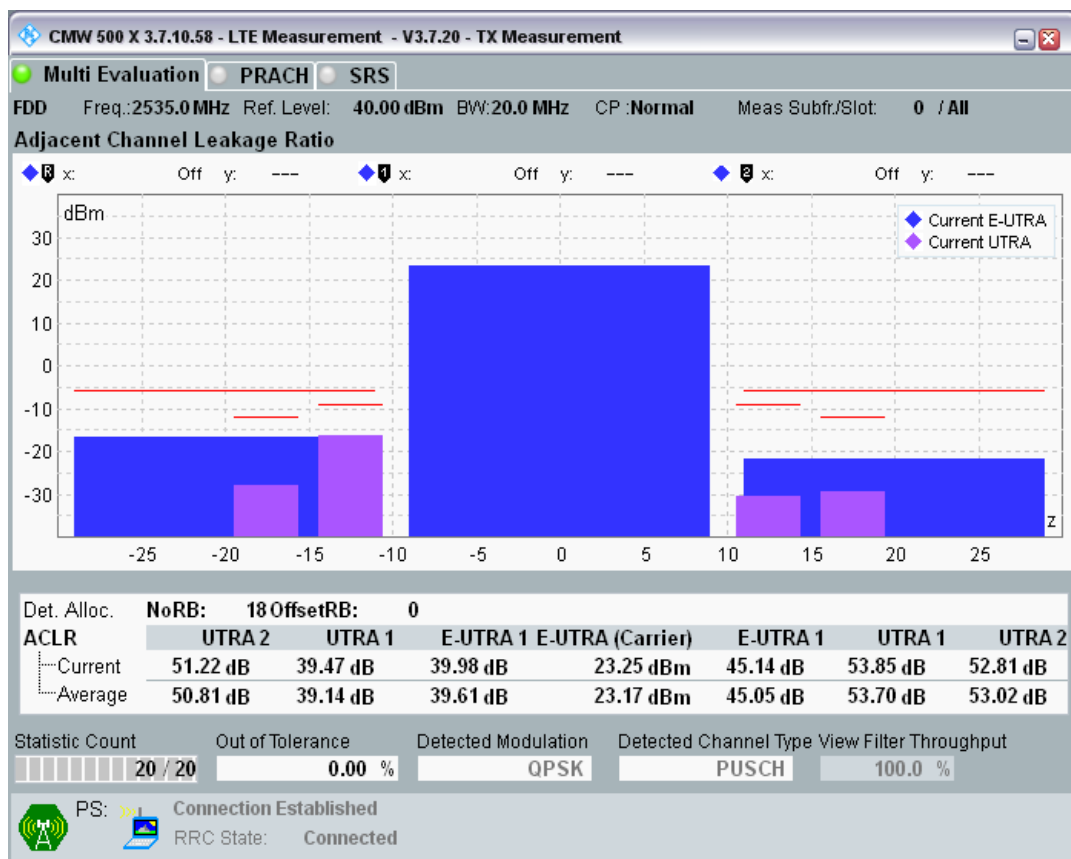 CMW 500 X 3.7.10.58 - LTE Measurement - V3.7.20 - TX Measurement
Multi Evaluation PRACH SRS
FDD Freq.:2535.0 MHz Ref. Level: 40.00 dBm BW:20.0 MHz CP :Normal Meas Subfr./Slot: 0 / All
Adjacent Channel Leakage Ratio
R x: Off y: --- 1 x: Off y: --- 2 x: Off y: ---
dBm
Current E-UTRA
Current UTRA
30
20
10
0
-10
-20
-30
z
-25 -20 -15 -10 -5 0 5 10 15 20 25
Det. Alloc. NoRB: 18 OffsetRB: 0
ACLR UTRA 2 UTRA 1 E-UTRA 1 E-UTRA (Carrier) E-UTRA 1 UTRA 1 UTRA 2
Current 51.22 dB 39.47 dB 39.98 dB 23.25 dBm 45.14 dB 53.85 dB 52.81 dB
Average 50.81 dB 39.14 dB 39.61 dB 23.17 dBm 45.05 dB 53.70 dB 53.02 dB
Statistic Count Out of Tolerance Detected Modulation Detected Channel Type View Filter Throughput
20 / 20 0.00 % QPSK PUSCH 100.0 %
PS: Connection Established
RRC State: Connected